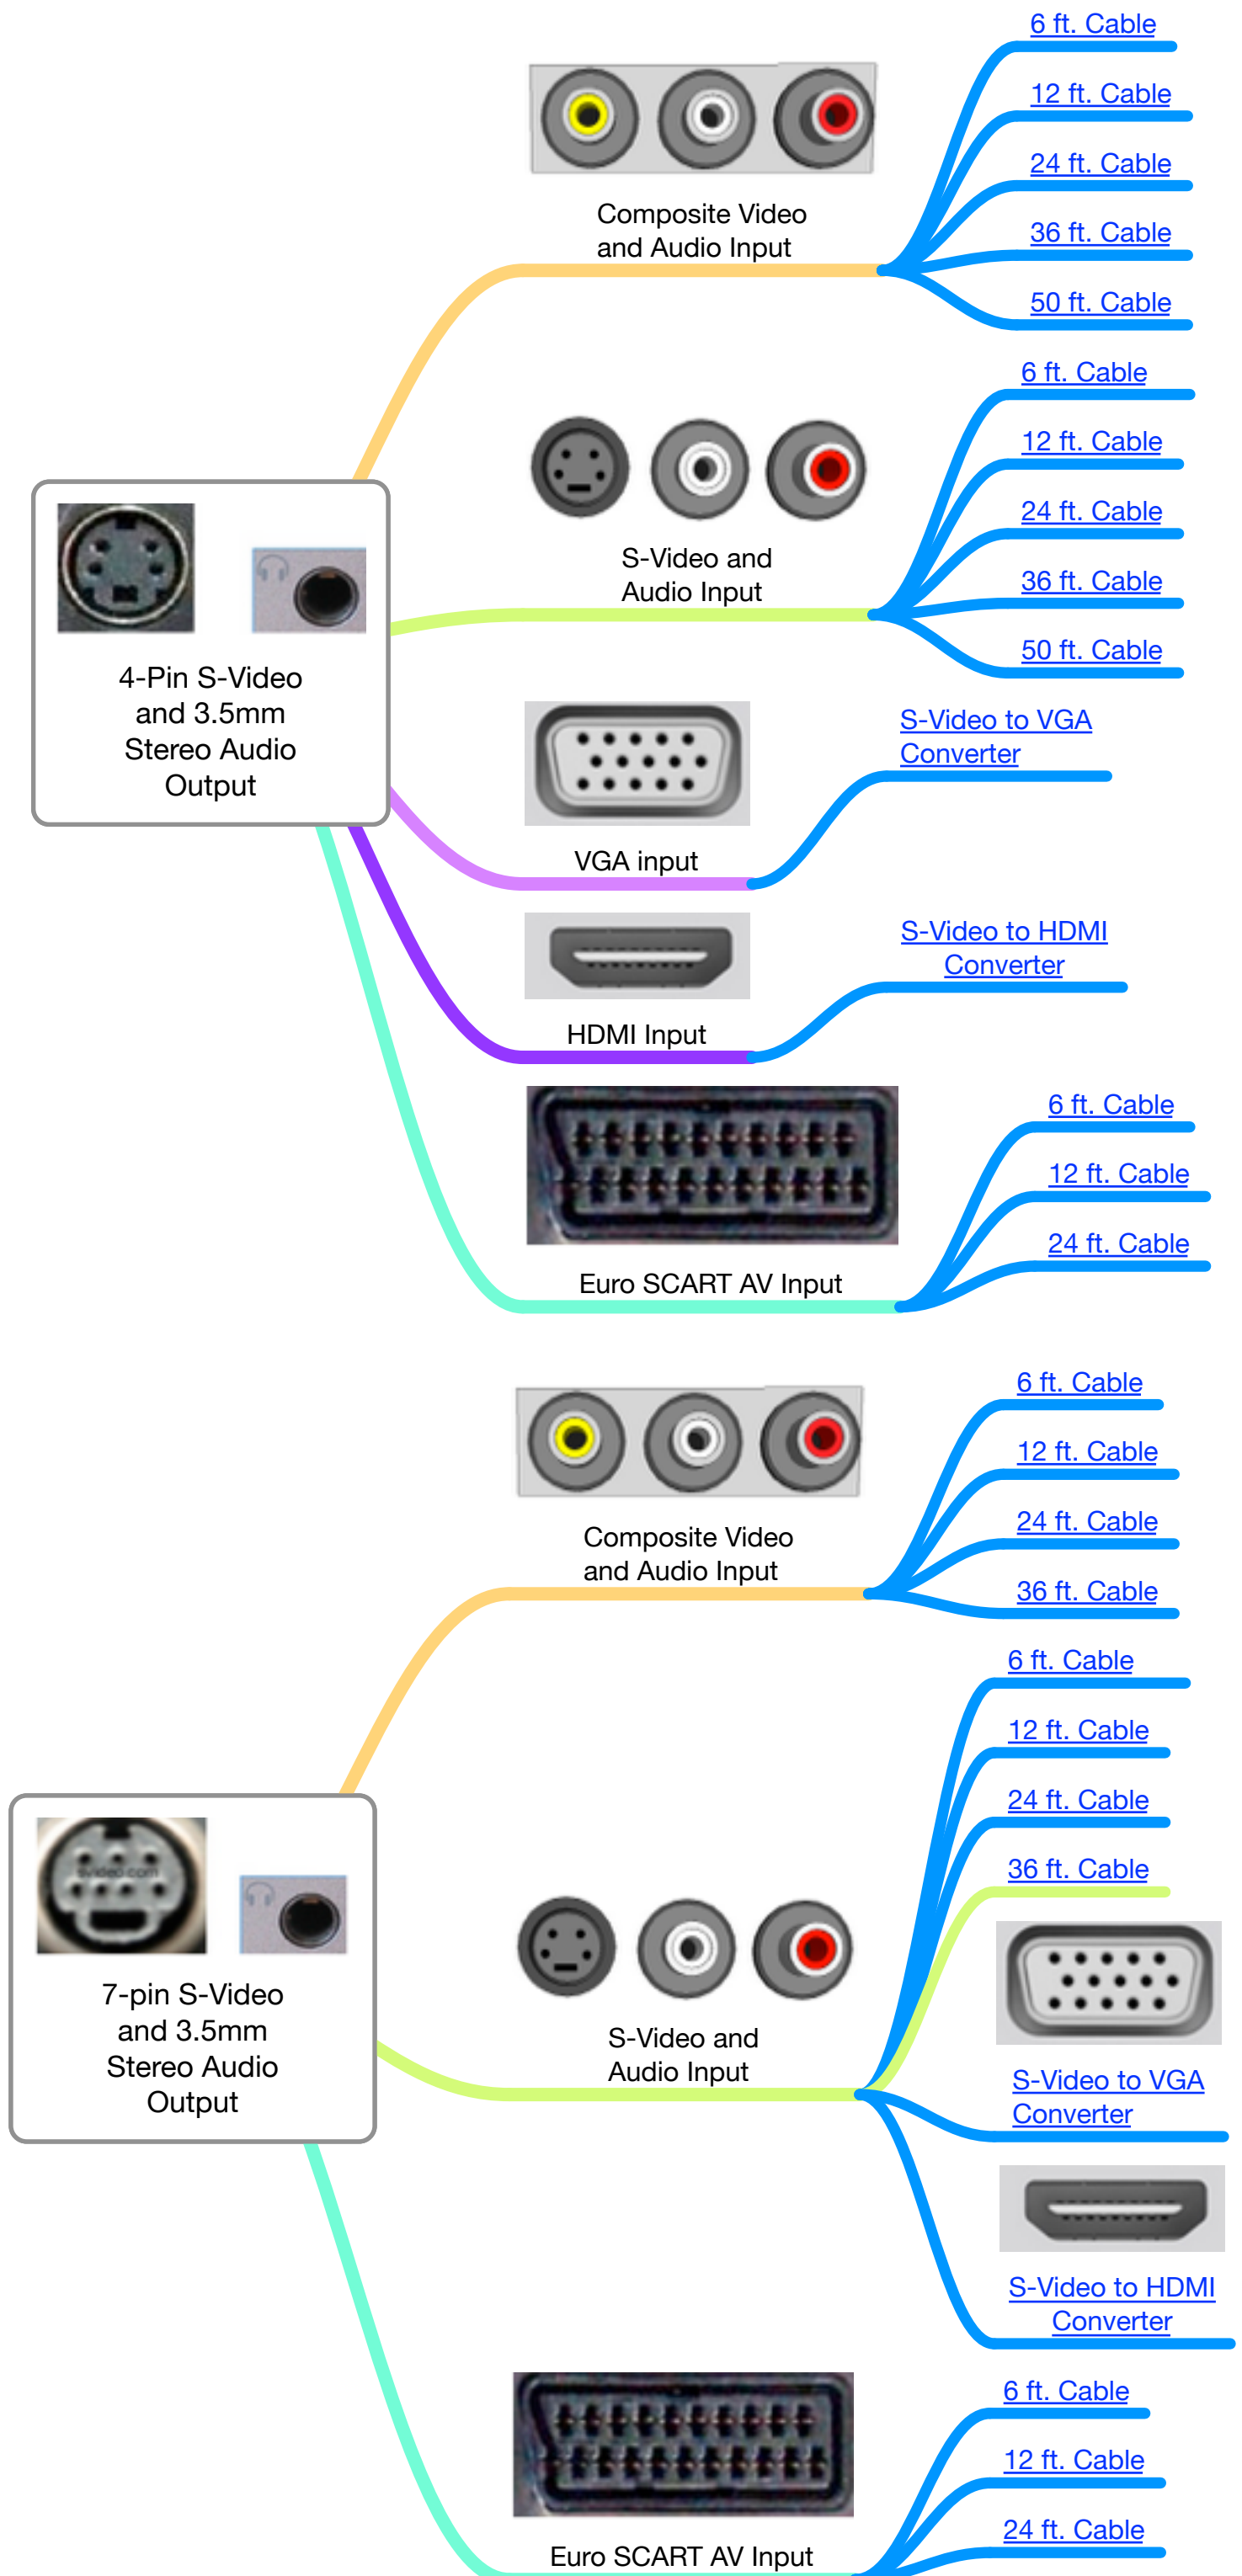 6 ft. Cable
12 ft. Cable
24 ft. Cable
36 ft. Cable
50 ft. Cable
Composite Video
and Audio Input
6 ft. Cable
12 ft. Cable
24 ft. Cable
36 ft. Cable
50 ft. Cable
S-Video and
Audio Input
4-Pin S-Video
and 3.5mm
Stereo Audio
Output
S-Video to VGA
Converter
VGA input
S-Video to HDMI
Converter
HDMI Input
6 ft. Cable
12 ft. Cable
24 ft. Cable
Euro SCART AV Input
6 ft. Cable
12 ft. Cable
24 ft. Cable
36 ft. Cable
Composite Video
and Audio Input
6 ft. Cable
12 ft. Cable
24 ft. Cable
36 ft. Cable
svideo.com
7-pin S-Video
and 3.5mm
Stereo Audio
Output
S-Video and
Audio Input
S-Video to VGA
Converter
S-Video to HDMI
Converter
6 ft. Cable
12 ft. Cable
24 ft. Cable
Euro SCART AV Input